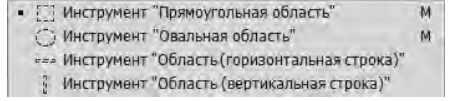 Инструмент "Прямоугольная область" M
Инструмент "Овальная область" M
Инструмент "Область (горизонтальная строка)"
Инструмент "Область (вертикальная строка)"